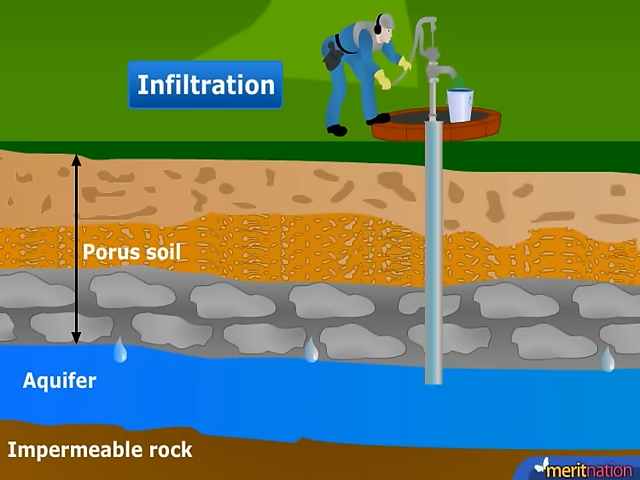 Infiltration
Porus soil
Aquifer
Impermeable rock
meritnation